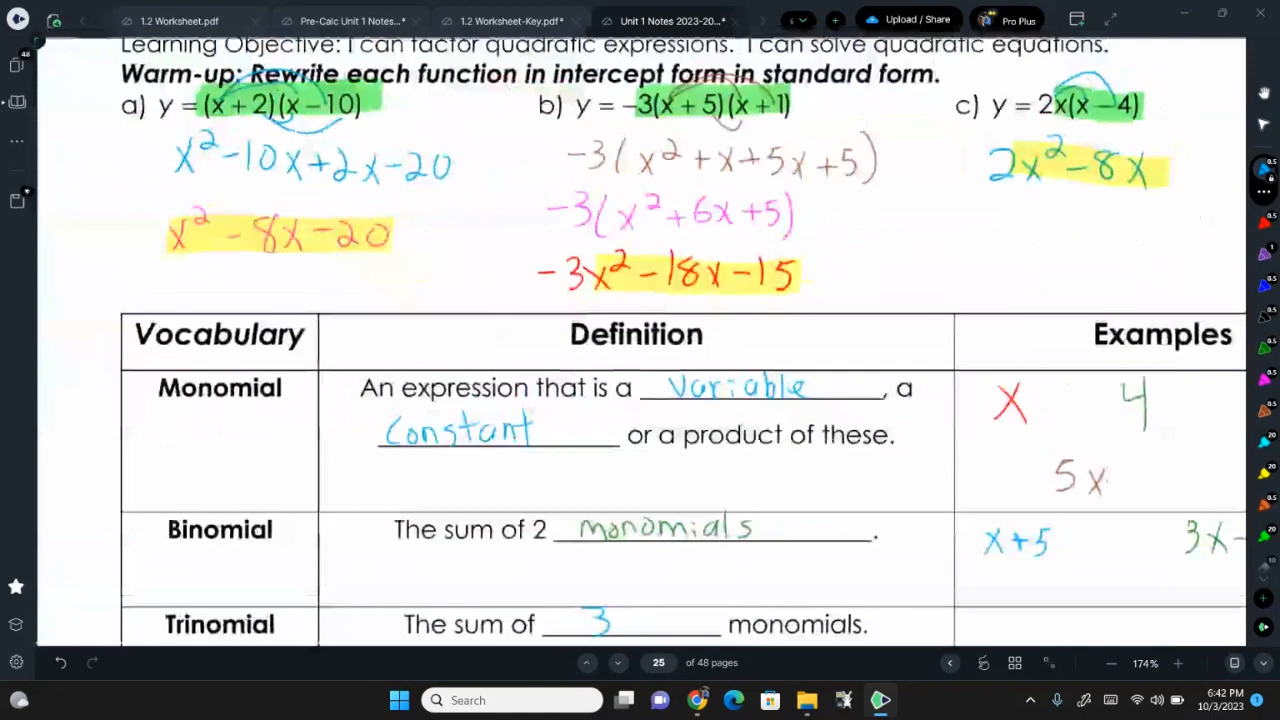 1.2 Worksheet.pdf
Pre-Calc Unit 1 Notes...*
1.2 Worksheet-Key.pdf*
Unit 1 Notes 2023-20...*
6
Upload / Share
Pro Plus
Learning Objective: I can factor quadratic expressions. I can solve quadratic equations.
Warm-up: Rewrite each function in intercept form in standard form.
a) y = (x + 2)(x − 10)
b) y = −3(x + 5)(x + 1)
c) y = 2x(x − 4)
x² - 10x + 2x - 20
-3(x² + x + 5x + 5)
2x² - 8x
-3(x² + 6x + 5)
x² - 8x - 20
-3x² - 18x - 15
Vocabulary
Definition
Examples
Monomial
An expression that is a variable, a
constant or a product of these.
x 4
5x
Binomial
The sum of 2 monomials.
x + 5 3x -
Trinomial
The sum of 3 monomials.
25 of 48 pages
174%
Search
6:42 PM
10/3/2023